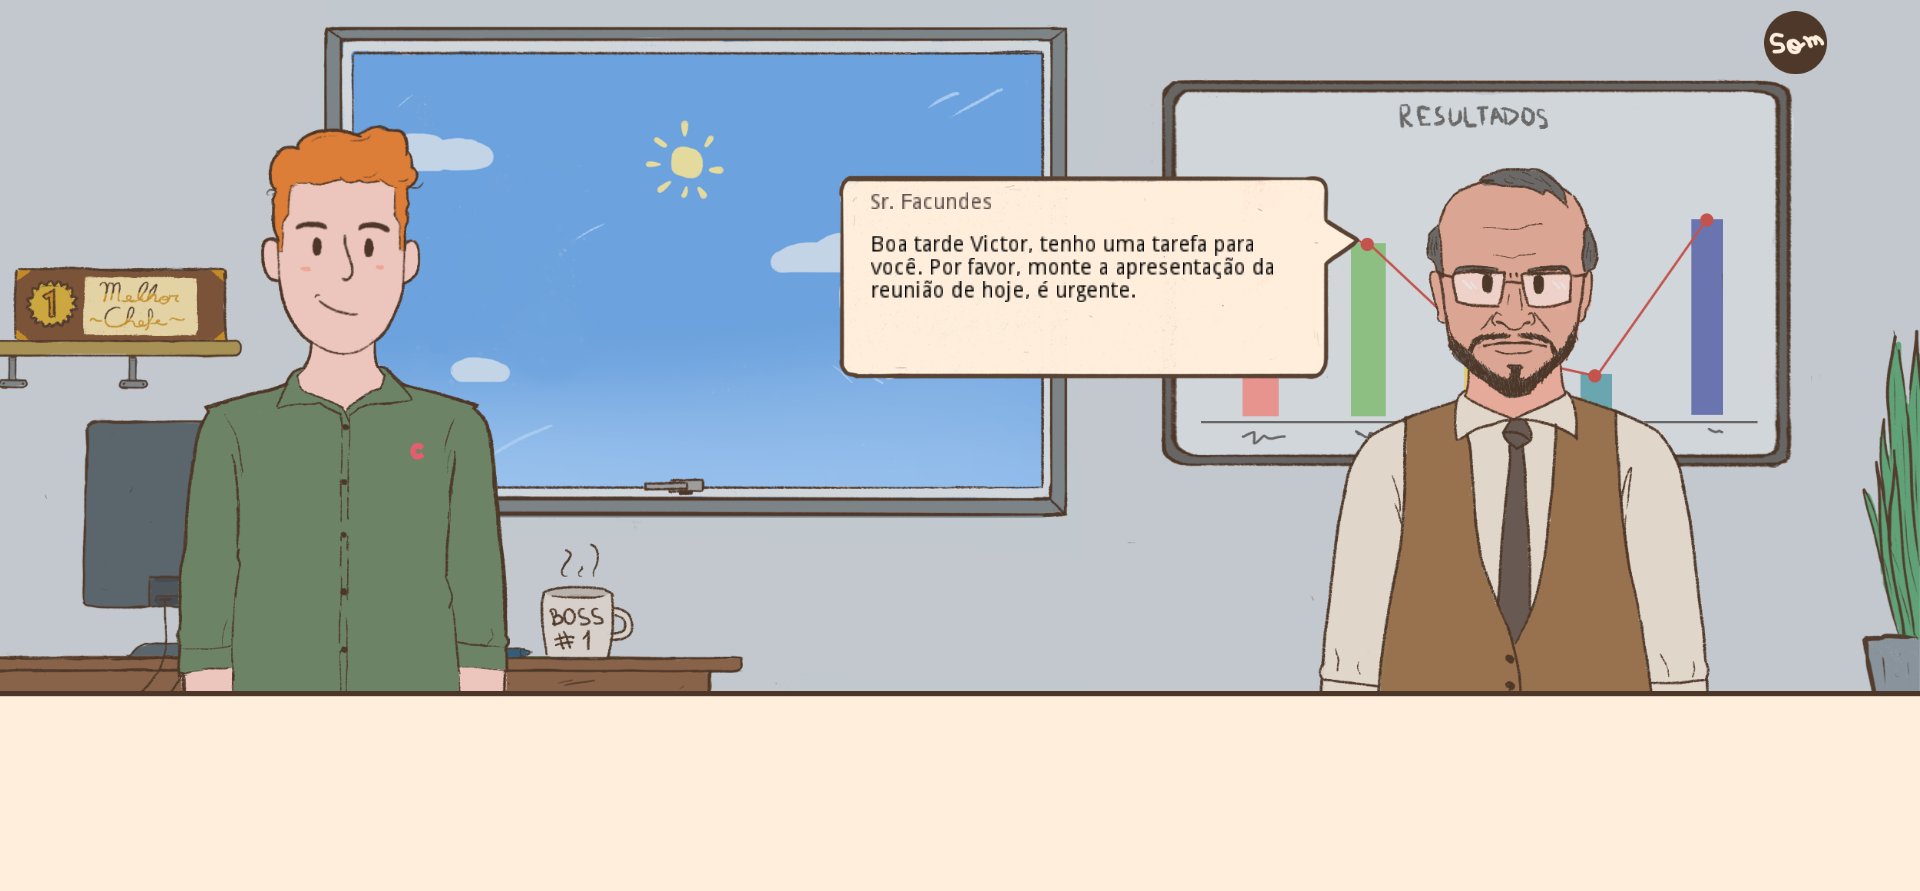 Som
RESULTADOS
Sr. Facundes
Boa tarde Victor, tenho uma tarefa para
você. Por favor, monte a apresentação da
reunião de hoje, é urgente.
1
Melhor
~Chefe~
C
BOSS
#1